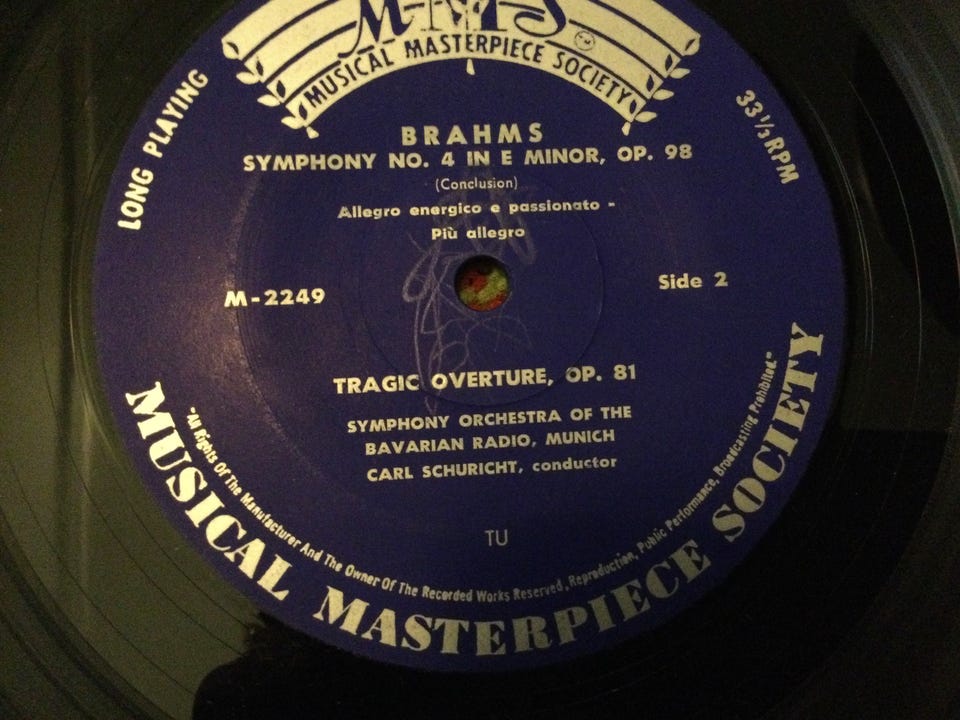 M-M-S
MUSICAL MASTERPIECE SOCIETY
LONG PLAYING
33⅓ RPM
BRAHMS
SYMPHONY NO. 4 IN E MINOR, OP. 98
(Conclusion)
Allegro energico e passionato -
Più allegro
M-2249
Side 2
TRAGIC OVERTURE, OP. 81
SYMPHONY ORCHESTRA OF THE
BAVARIAN RADIO, MUNICH
CARL SCHURICHT, conductor
TU
"All Rights Of The Manufacturer And The Owner Of The Recorded Works Reserved, Reproduction, Public Performance, Broadcasting Prohibited."
MUSICAL MASTERPIECE SOCIETY